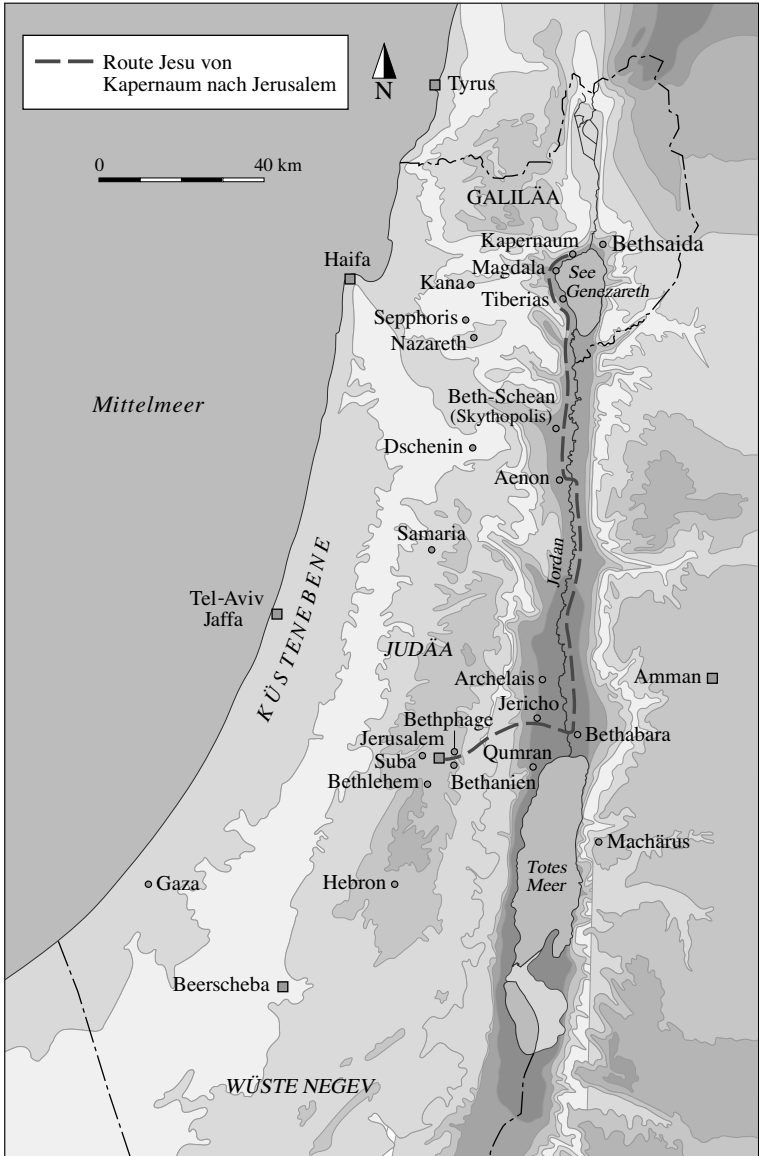 Route Jesu von
Kapernaum nach Jerusalem
N
Tyrus
0 40 km
GALILÄA
Kapernaum
Bethsaida
Haifa
Magdala
See
Genezareth
Kana
Tiberias
Sepphoris
Nazareth
Mittelmeer
Beth-Schean
(Skythopolis)
Dschenin
Aenon
Samaria
Jordan
KÜSTENEBENE
Tel-Aviv
Jaffa
JUDÄA
Archelais
Amman
Jericho
Bethphage
Bethabara
Jerusalem
Suba
Qumran
Bethlehem
Bethanien
Machärus
Totes
Meer
Gaza
Hebron
Beerscheba
WÜSTE NEGEV